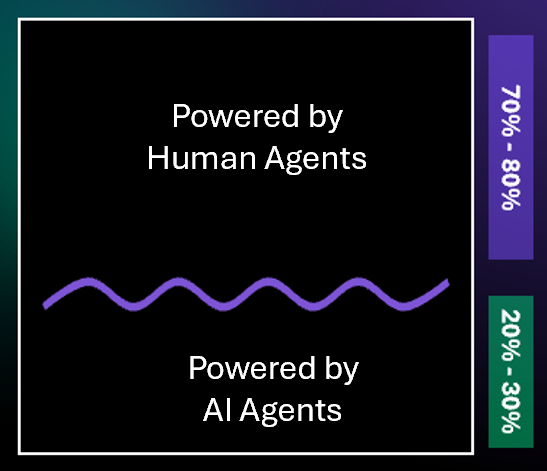 Powered by
Human Agents
70% - 80%
Powered by
AI Agents
20% - 30%